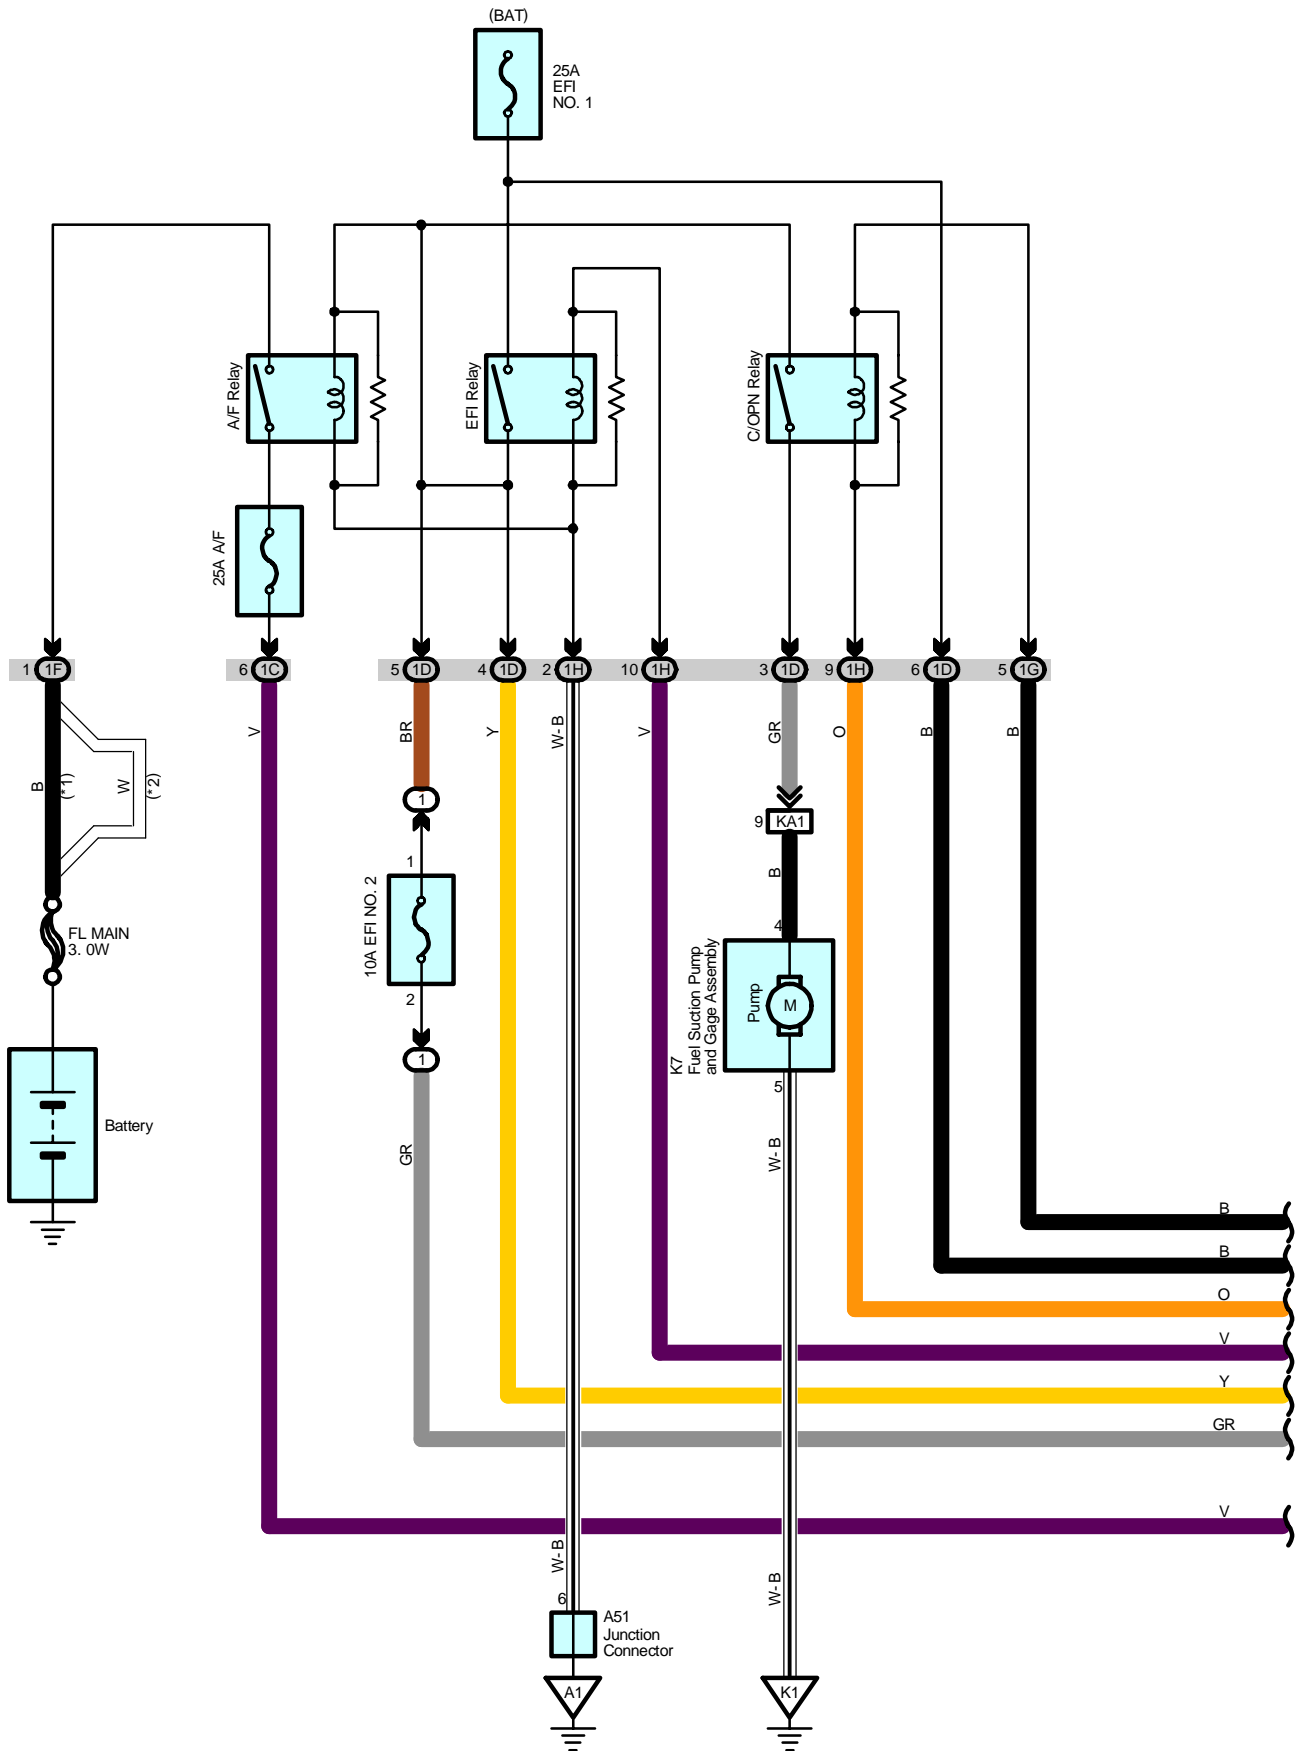 (BAT)
25A
EFI
NO. 1
A/F Relay
EFI Relay
C/OPN Relay
25A A/F
1 1F
6 1C
5 1D
4 1D
2 1H
10 1H
3 1D
9 1H
6 1D
5 1G
B
(*1)
W
(*2)
V
BR
Y
W-B
V
GR
O
B
B
1
9 KA1
1
B
10A EFI NO. 2
4
FL MAIN
3. 0W
2
Pump
M
K7
Fuel Suction Pump
and Gage Assembly
1
5
Battery
GR
W-B
B
B
O
V
Y
GR
V
W-B
W-B
6
A51
Junction
Connector
A1
K1